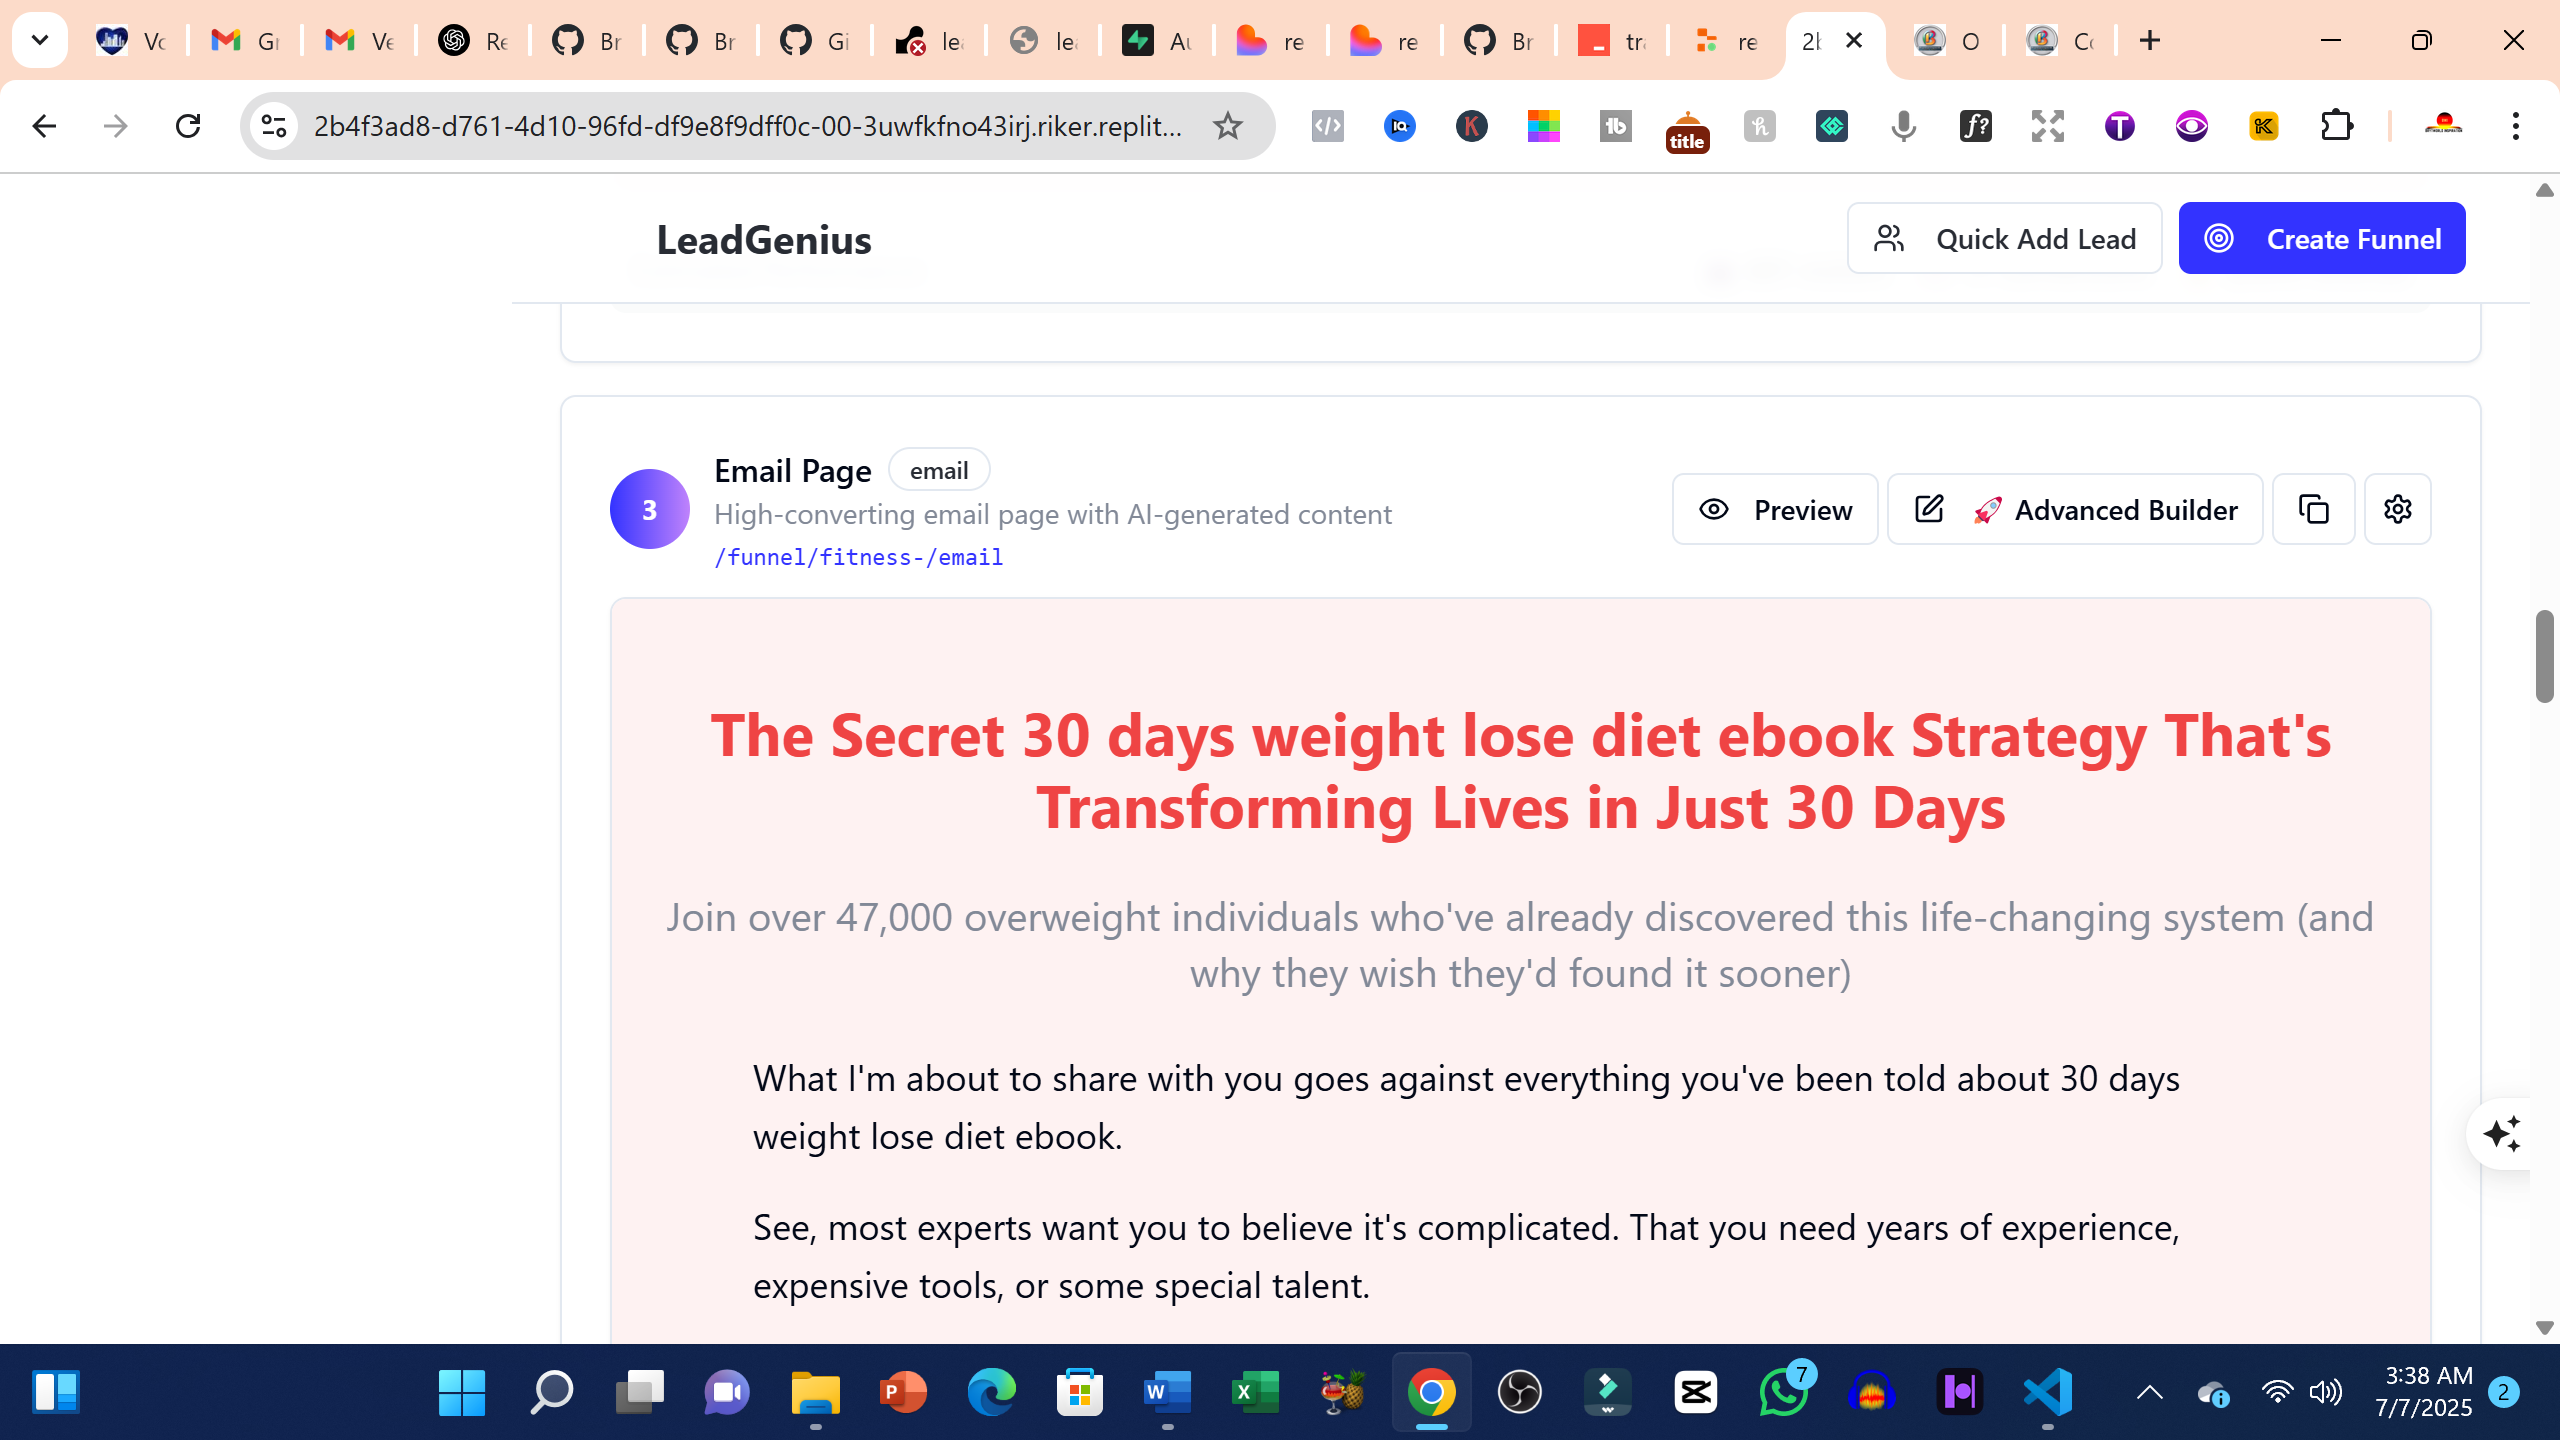 Vo
Gr
Ve
Re
Br
Br
Gi
lea
lea
Au
re
re
Br
tra
re
2b
O
Co
2b4f3ad8-d761-4d10-96fd-df9e8f9dff0c-00-3uwfkfno43irj.riker.replit...
title
LeadGenius
Quick Add Lead
Create Funnel
3
Email Page
email
High-converting email page with AI-generated content
/funnel/fitness-/email
Preview
🚀 Advanced Builder
The Secret 30 days weight lose diet ebook Strategy That's
Transforming Lives in Just 30 Days
Join over 47,000 overweight individuals who've already discovered this life-changing system (and
why they wish they'd found it sooner)
What I'm about to share with you goes against everything you've been told about 30 days
weight lose diet ebook.
See, most experts want you to believe it's complicated. That you need years of experience,
expensive tools, or some special talent.
7
3:38 AM
7/7/2025
2